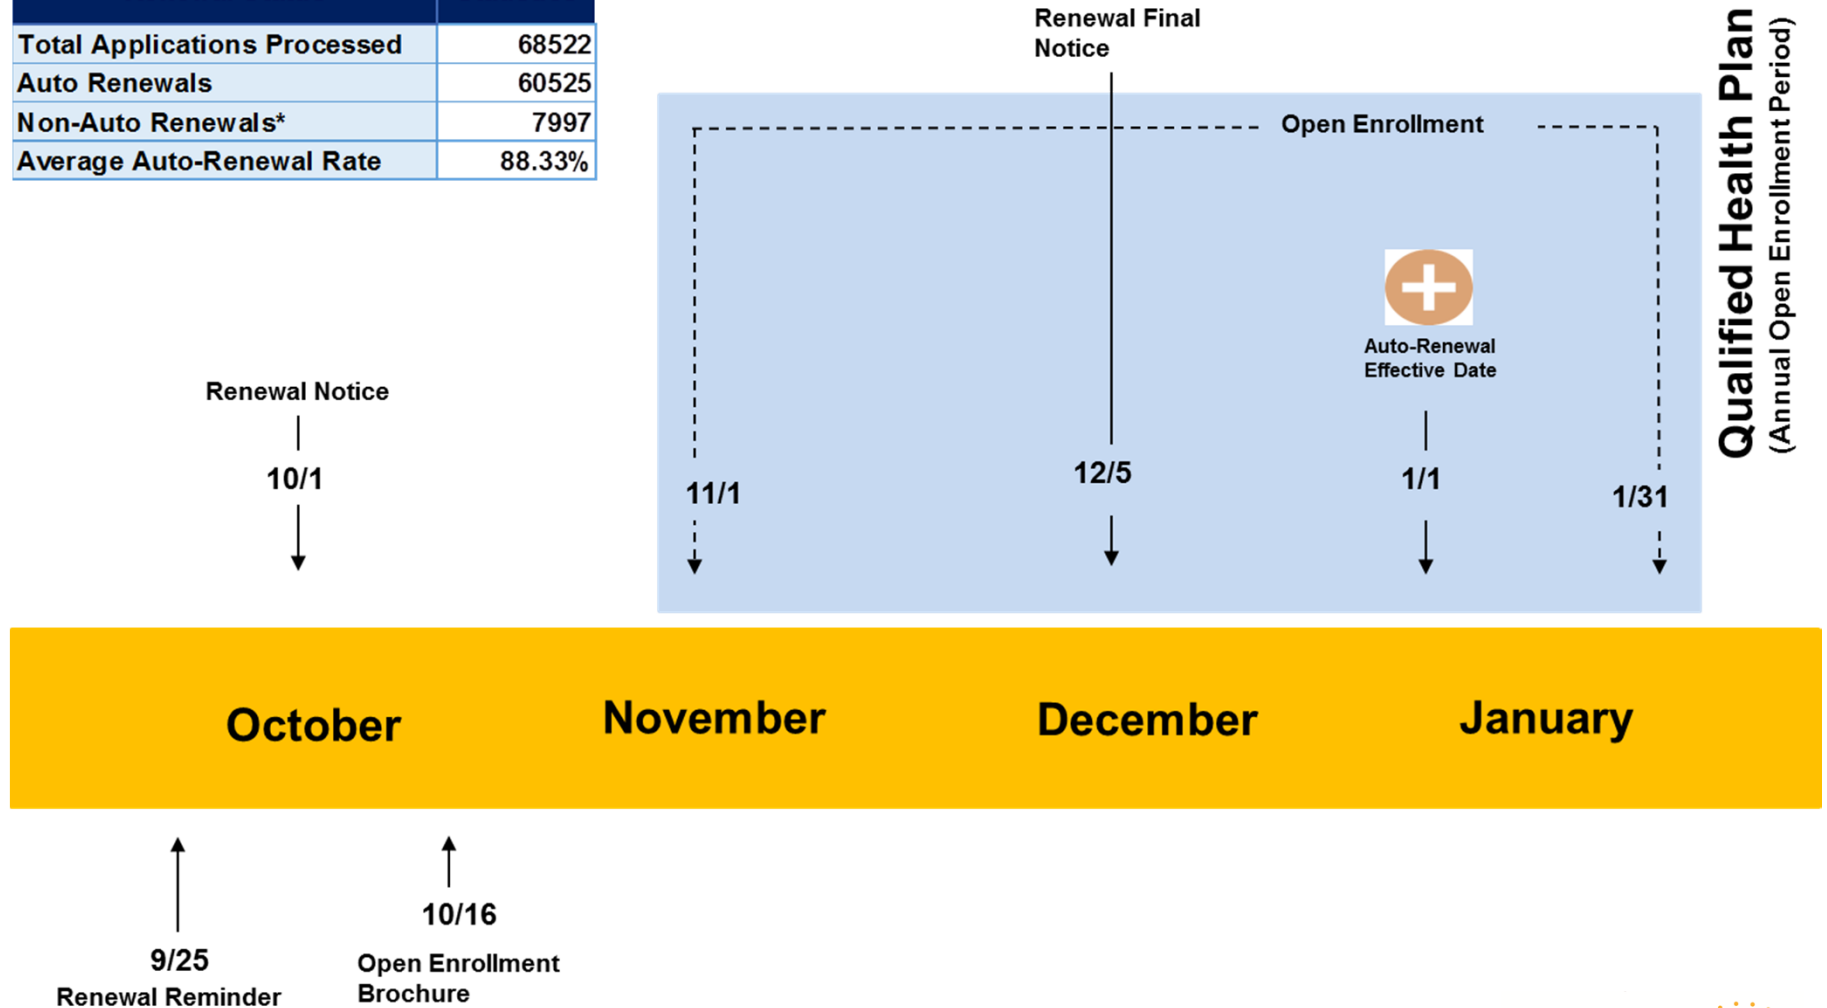 Total Applications Processed 68522
Auto Renewals 60525
Non-Auto Renewals* 7997
Average Auto-Renewal Rate 88.33%
Renewal Final
Notice
Open Enrollment
Auto-Renewal
Effective Date
Renewal Notice
10/1
11/1
12/5
1/1
1/31
Qualified Health Plan
(Annual Open Enrollment Period)
October
November
December
January
9/25
Renewal Reminder
10/16
Open Enrollment
Brochure